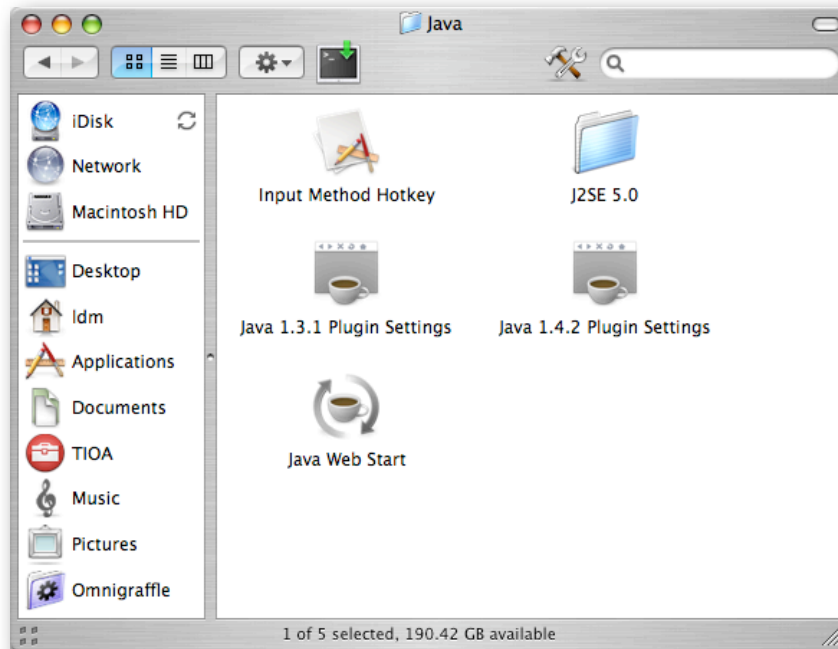 Java
iDisk
Network
Macintosh HD
Desktop
ldm
Applications
Documents
TIOA
Music
Pictures
Omnigraffle
Input Method Hotkey
J2SE 5.0
Java 1.3.1 Plugin Settings
Java 1.4.2 Plugin Settings
Java Web Start
1 of 5 selected, 190.42 GB available